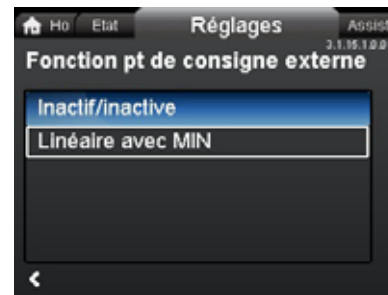 Ho Etat Réglages Assist
3.1.15.1.0.0
Fonction pt de consigne externe
Inactif/inactive
Linéaire avec MIN